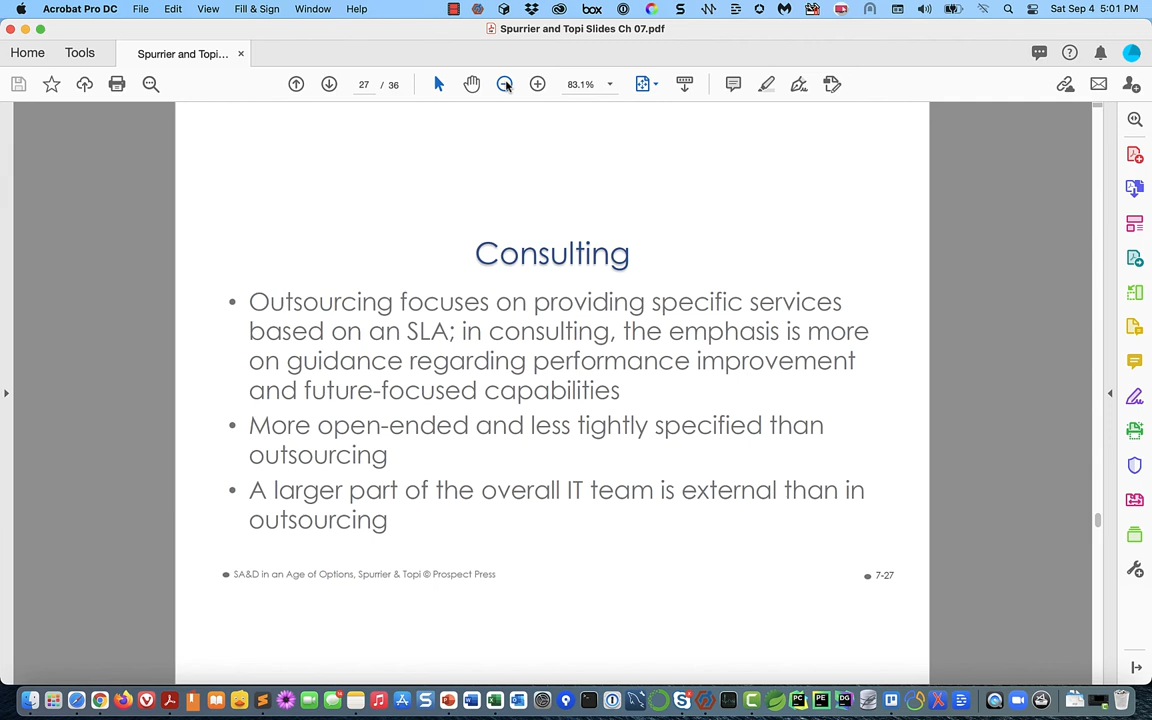 Acrobat Pro DC File Edit View Fill & Sign Window Help box Sat Sep 4 5:01 PM
Spurrier and Topi Slides Ch 07.pdf
Home Tools Spurrier and Topi... ×
27 / 36 83.1%
Consulting
• Outsourcing focuses on providing specific services
based on an SLA; in consulting, the emphasis is more
on guidance regarding performance improvement
and future-focused capabilities
• More open-ended and less tightly specified than
outsourcing
• A larger part of the overall IT team is external than in
outsourcing
SA&D in an Age of Options, Spurrier & Topi © Prospect Press
7-27